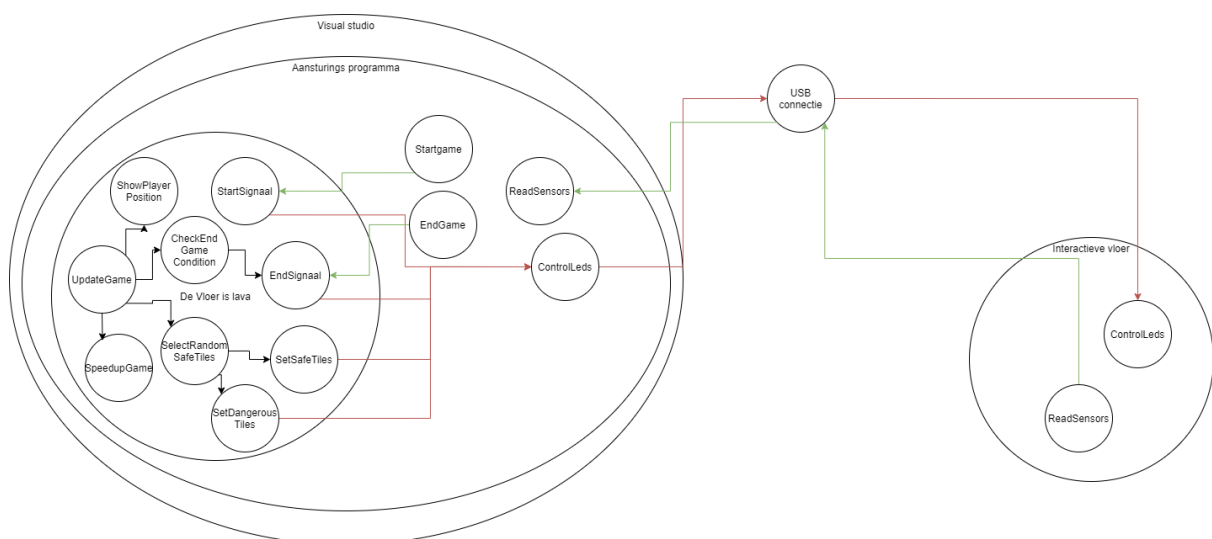 Visual studio
Aansturings programma
USB
connectie
Startgame
ShowPlayer
Position
StartSignaal
ReadSensors
EndGame
CheckEnd
Game
Condition
Interactieve vloer
ControlLeds
EndSignaal
UpdateGame
De Vloer is lava
ControlLeds
SelectRandom
SafeTiles
SetSafeTiles
SpeedupGame
SetDangerous
Tiles
ReadSensors